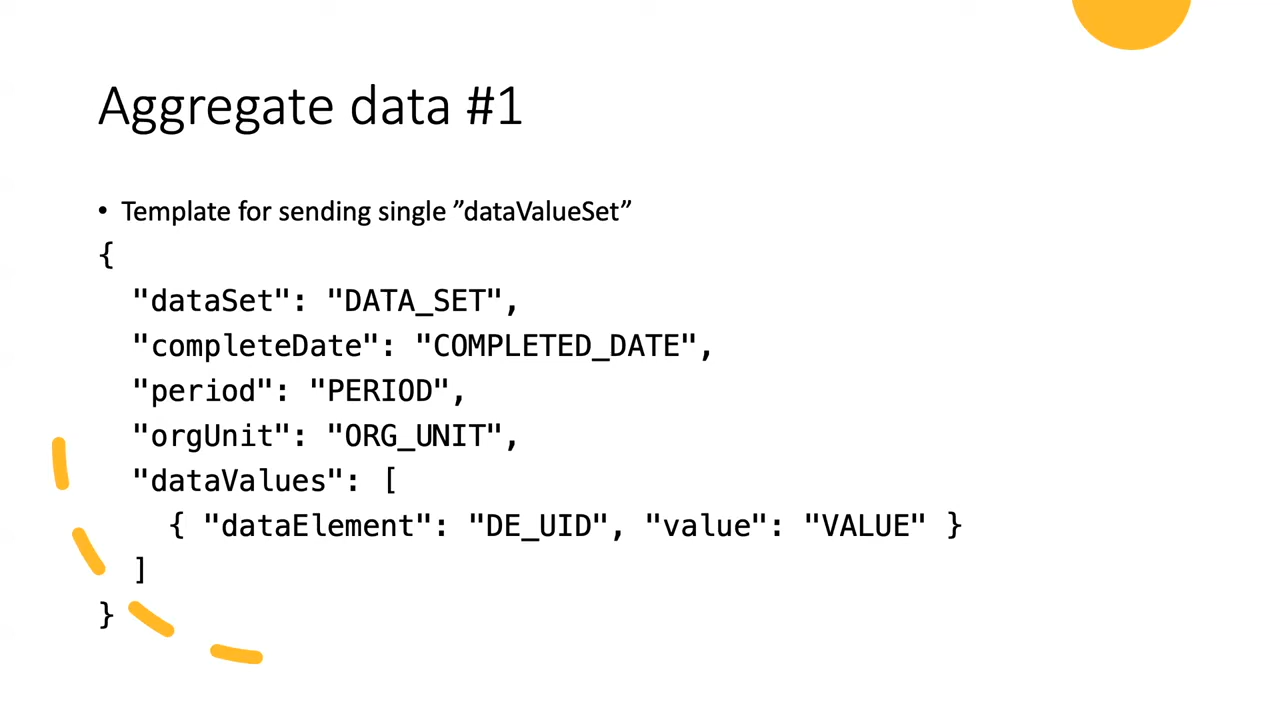 Aggregate data #1
• Template for sending single ”dataValueSet”
{
  "dataSet": "DATA_SET",
  "completeDate": "COMPLETED_DATE",
  "period": "PERIOD",
  "orgUnit": "ORG_UNIT",
  "dataValues": [
    { "dataElement": "DE_UID", "value": "VALUE" }
  ]
}